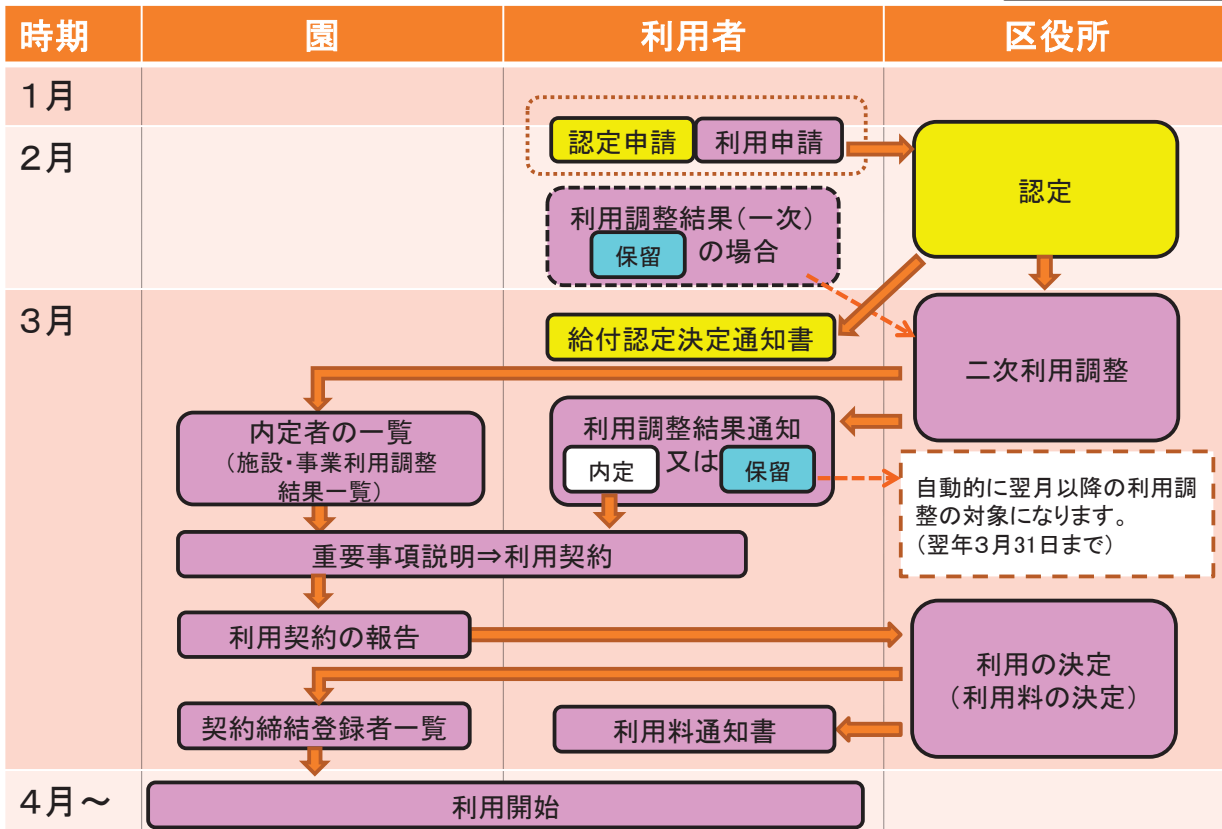 時期
園
利用者
区役所
1月
2月
認定申請
利用申請
認定
利用調整結果(一次)
保留 の場合
3月
給付認定決定通知書
二次利用調整
内定者の一覧
(施設・事業利用調整
結果一覧)
利用調整結果通知
内定 又は 保留
自動的に翌月以降の利用調
整の対象になります。
(翌年3月31日まで)
重要事項説明⇒利用契約
利用契約の報告
利用の決定
(利用料の決定)
契約締結登録者一覧
利用料通知書
4月～
利用開始